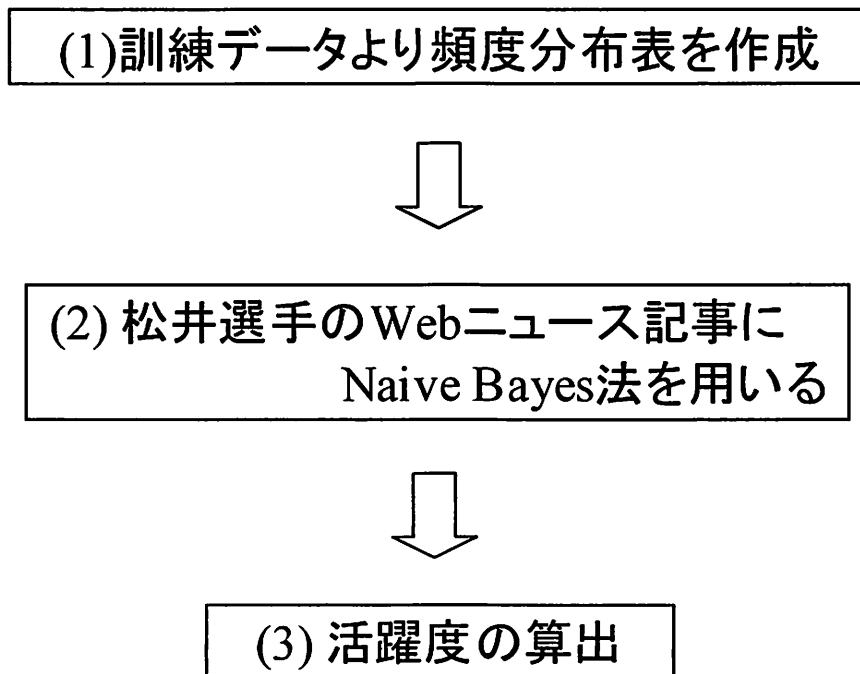 (1)訓練データより頻度分布表を作成
(2) 松井選手のWebニュース記事に
Naive Bayes法を用いる
(3) 活躍度の算出